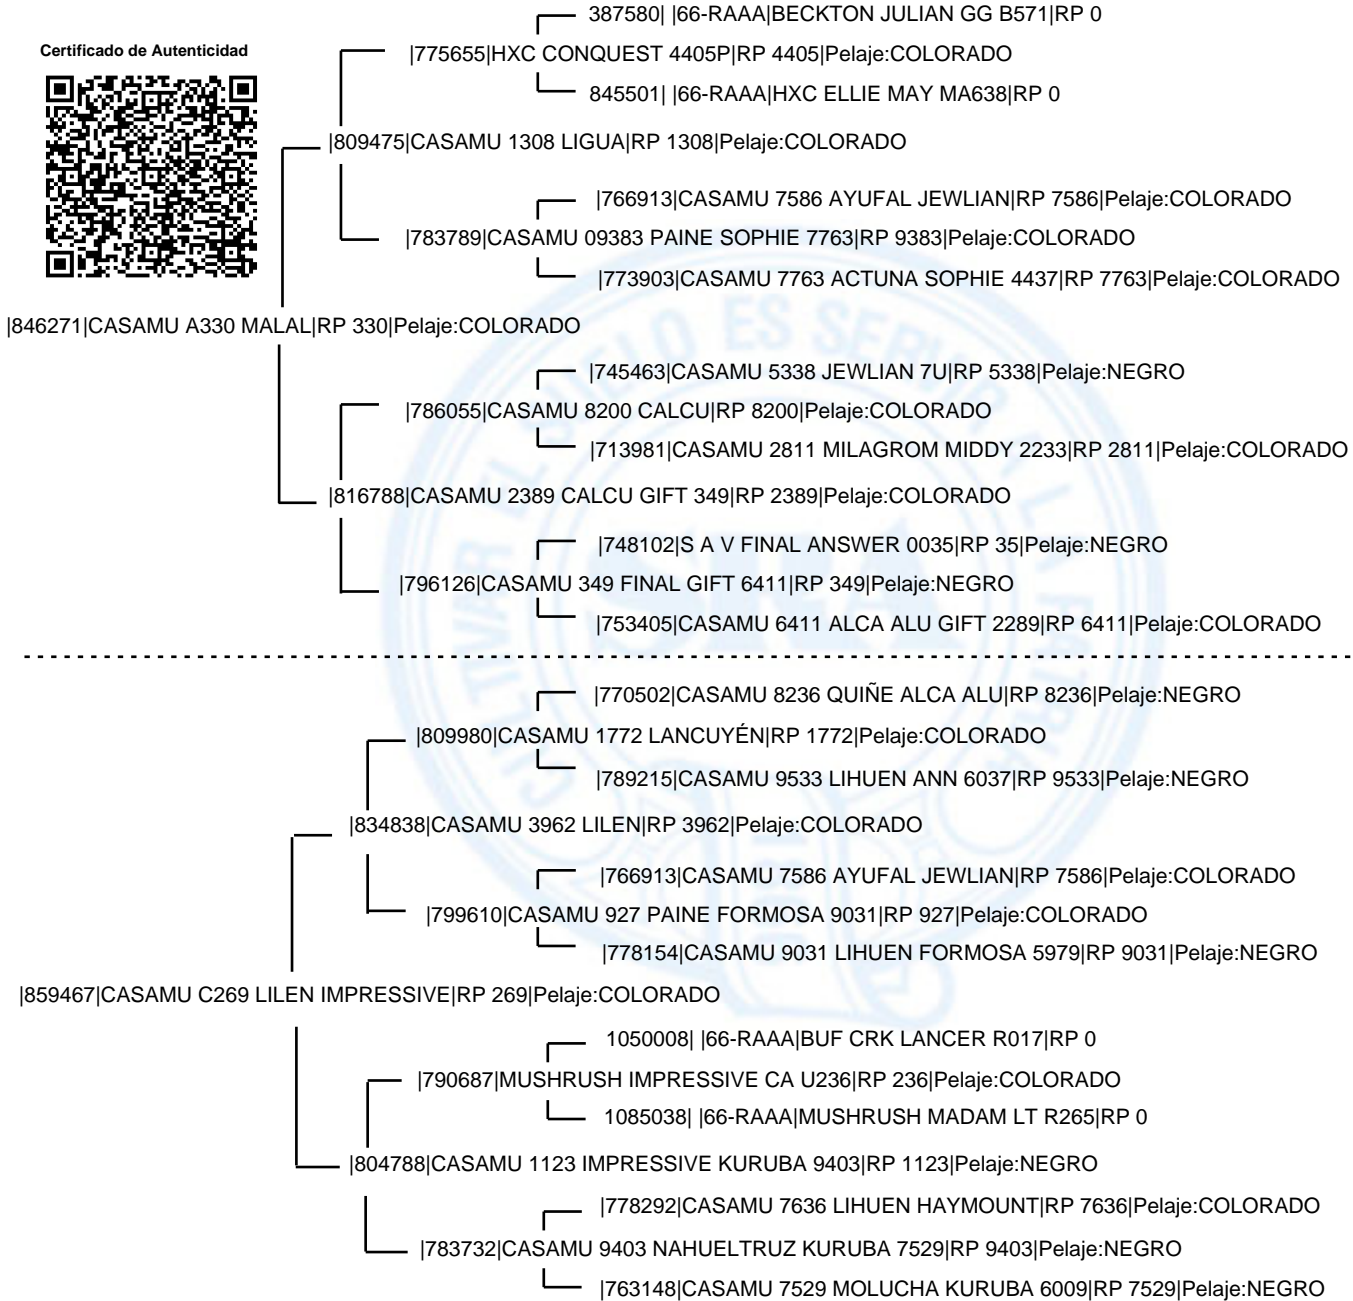 387580| |66-RAAA|BECKTON JULIAN GG B571|RP 0
Certificado de Autenticidad
|775655|HXC CONQUEST 4405P|RP 4405|Pelaje:COLORADO
845501| |66-RAAA|HXC ELLIE MAY MA638|RP 0
|809475|CASAMU 1308 LIGUA|RP 1308|Pelaje:COLORADO
|766913|CASAMU 7586 AYUFAL JEWLIAN|RP 7586|Pelaje:COLORADO
|783789|CASAMU 09383 PAINE SOPHIE 7763|RP 9383|Pelaje:COLORADO
|773903|CASAMU 7763 ACTUNA SOPHIE 4437|RP 7763|Pelaje:COLORADO
|846271|CASAMU A330 MALAL|RP 330|Pelaje:COLORADO
|745463|CASAMU 5338 JEWLIAN 7U|RP 5338|Pelaje:NEGRO
|786055|CASAMU 8200 CALCU|RP 8200|Pelaje:COLORADO
|713981|CASAMU 2811 MILAGROM MIDDY 2233|RP 2811|Pelaje:COLORADO
|816788|CASAMU 2389 CALCU GIFT 349|RP 2389|Pelaje:COLORADO
|748102|S A V FINAL ANSWER 0035|RP 35|Pelaje:NEGRO
|796126|CASAMU 349 FINAL GIFT 6411|RP 349|Pelaje:NEGRO
|753405|CASAMU 6411 ALCA ALU GIFT 2289|RP 6411|Pelaje:COLORADO
CULTIVAR EL SUELO ES SERVIR A LA PATRIA
SRA
1866
|770502|CASAMU 8236 QUIÑE ALCA ALU|RP 8236|Pelaje:NEGRO
|809980|CASAMU 1772 LANCUYÉN|RP 1772|Pelaje:COLORADO
|789215|CASAMU 9533 LIHUEN ANN 6037|RP 9533|Pelaje:NEGRO
|834838|CASAMU 3962 LILEN|RP 3962|Pelaje:COLORADO
|766913|CASAMU 7586 AYUFAL JEWLIAN|RP 7586|Pelaje:COLORADO
|799610|CASAMU 927 PAINE FORMOSA 9031|RP 927|Pelaje:COLORADO
|778154|CASAMU 9031 LIHUEN FORMOSA 5979|RP 9031|Pelaje:NEGRO
|859467|CASAMU C269 LILEN IMPRESSIVE|RP 269|Pelaje:COLORADO
1050008| |66-RAAA|BUF CRK LANCER R017|RP 0
|790687|MUSHRUSH IMPRESSIVE CA U236|RP 236|Pelaje:COLORADO
1085038| |66-RAAA|MUSHRUSH MADAM LT R265|RP 0
|804788|CASAMU 1123 IMPRESSIVE KURUBA 9403|RP 1123|Pelaje:NEGRO
|778292|CASAMU 7636 LIHUEN HAYMOUNT|RP 7636|Pelaje:COLORADO
|783732|CASAMU 9403 NAHUELTRUZ KURUBA 7529|RP 9403|Pelaje:NEGRO
|763148|CASAMU 7529 MOLUCHA KURUBA 6009|RP 7529|Pelaje:NEGRO